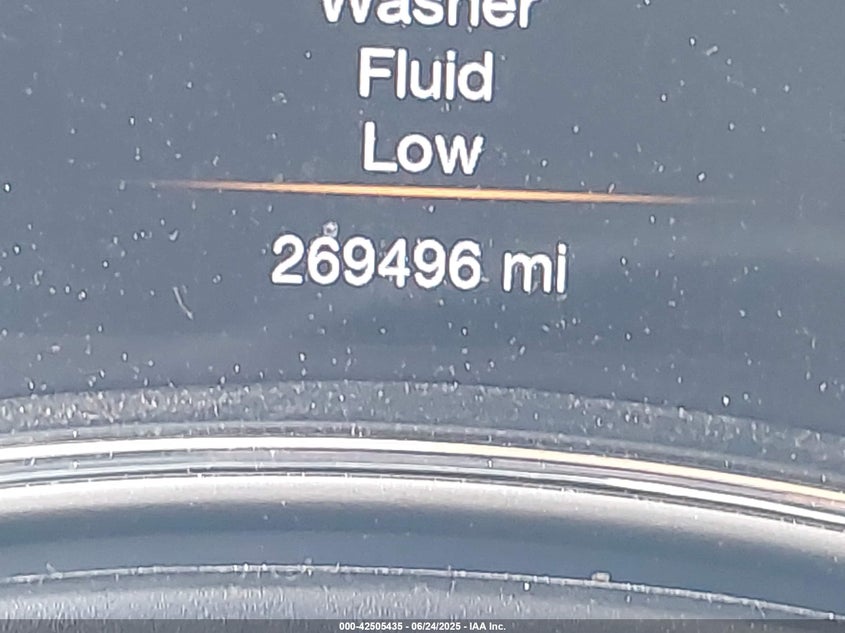 Washer
Fluid
Low
269496 mi
000-42505435 - 06/24/2025 - IAA Inc.